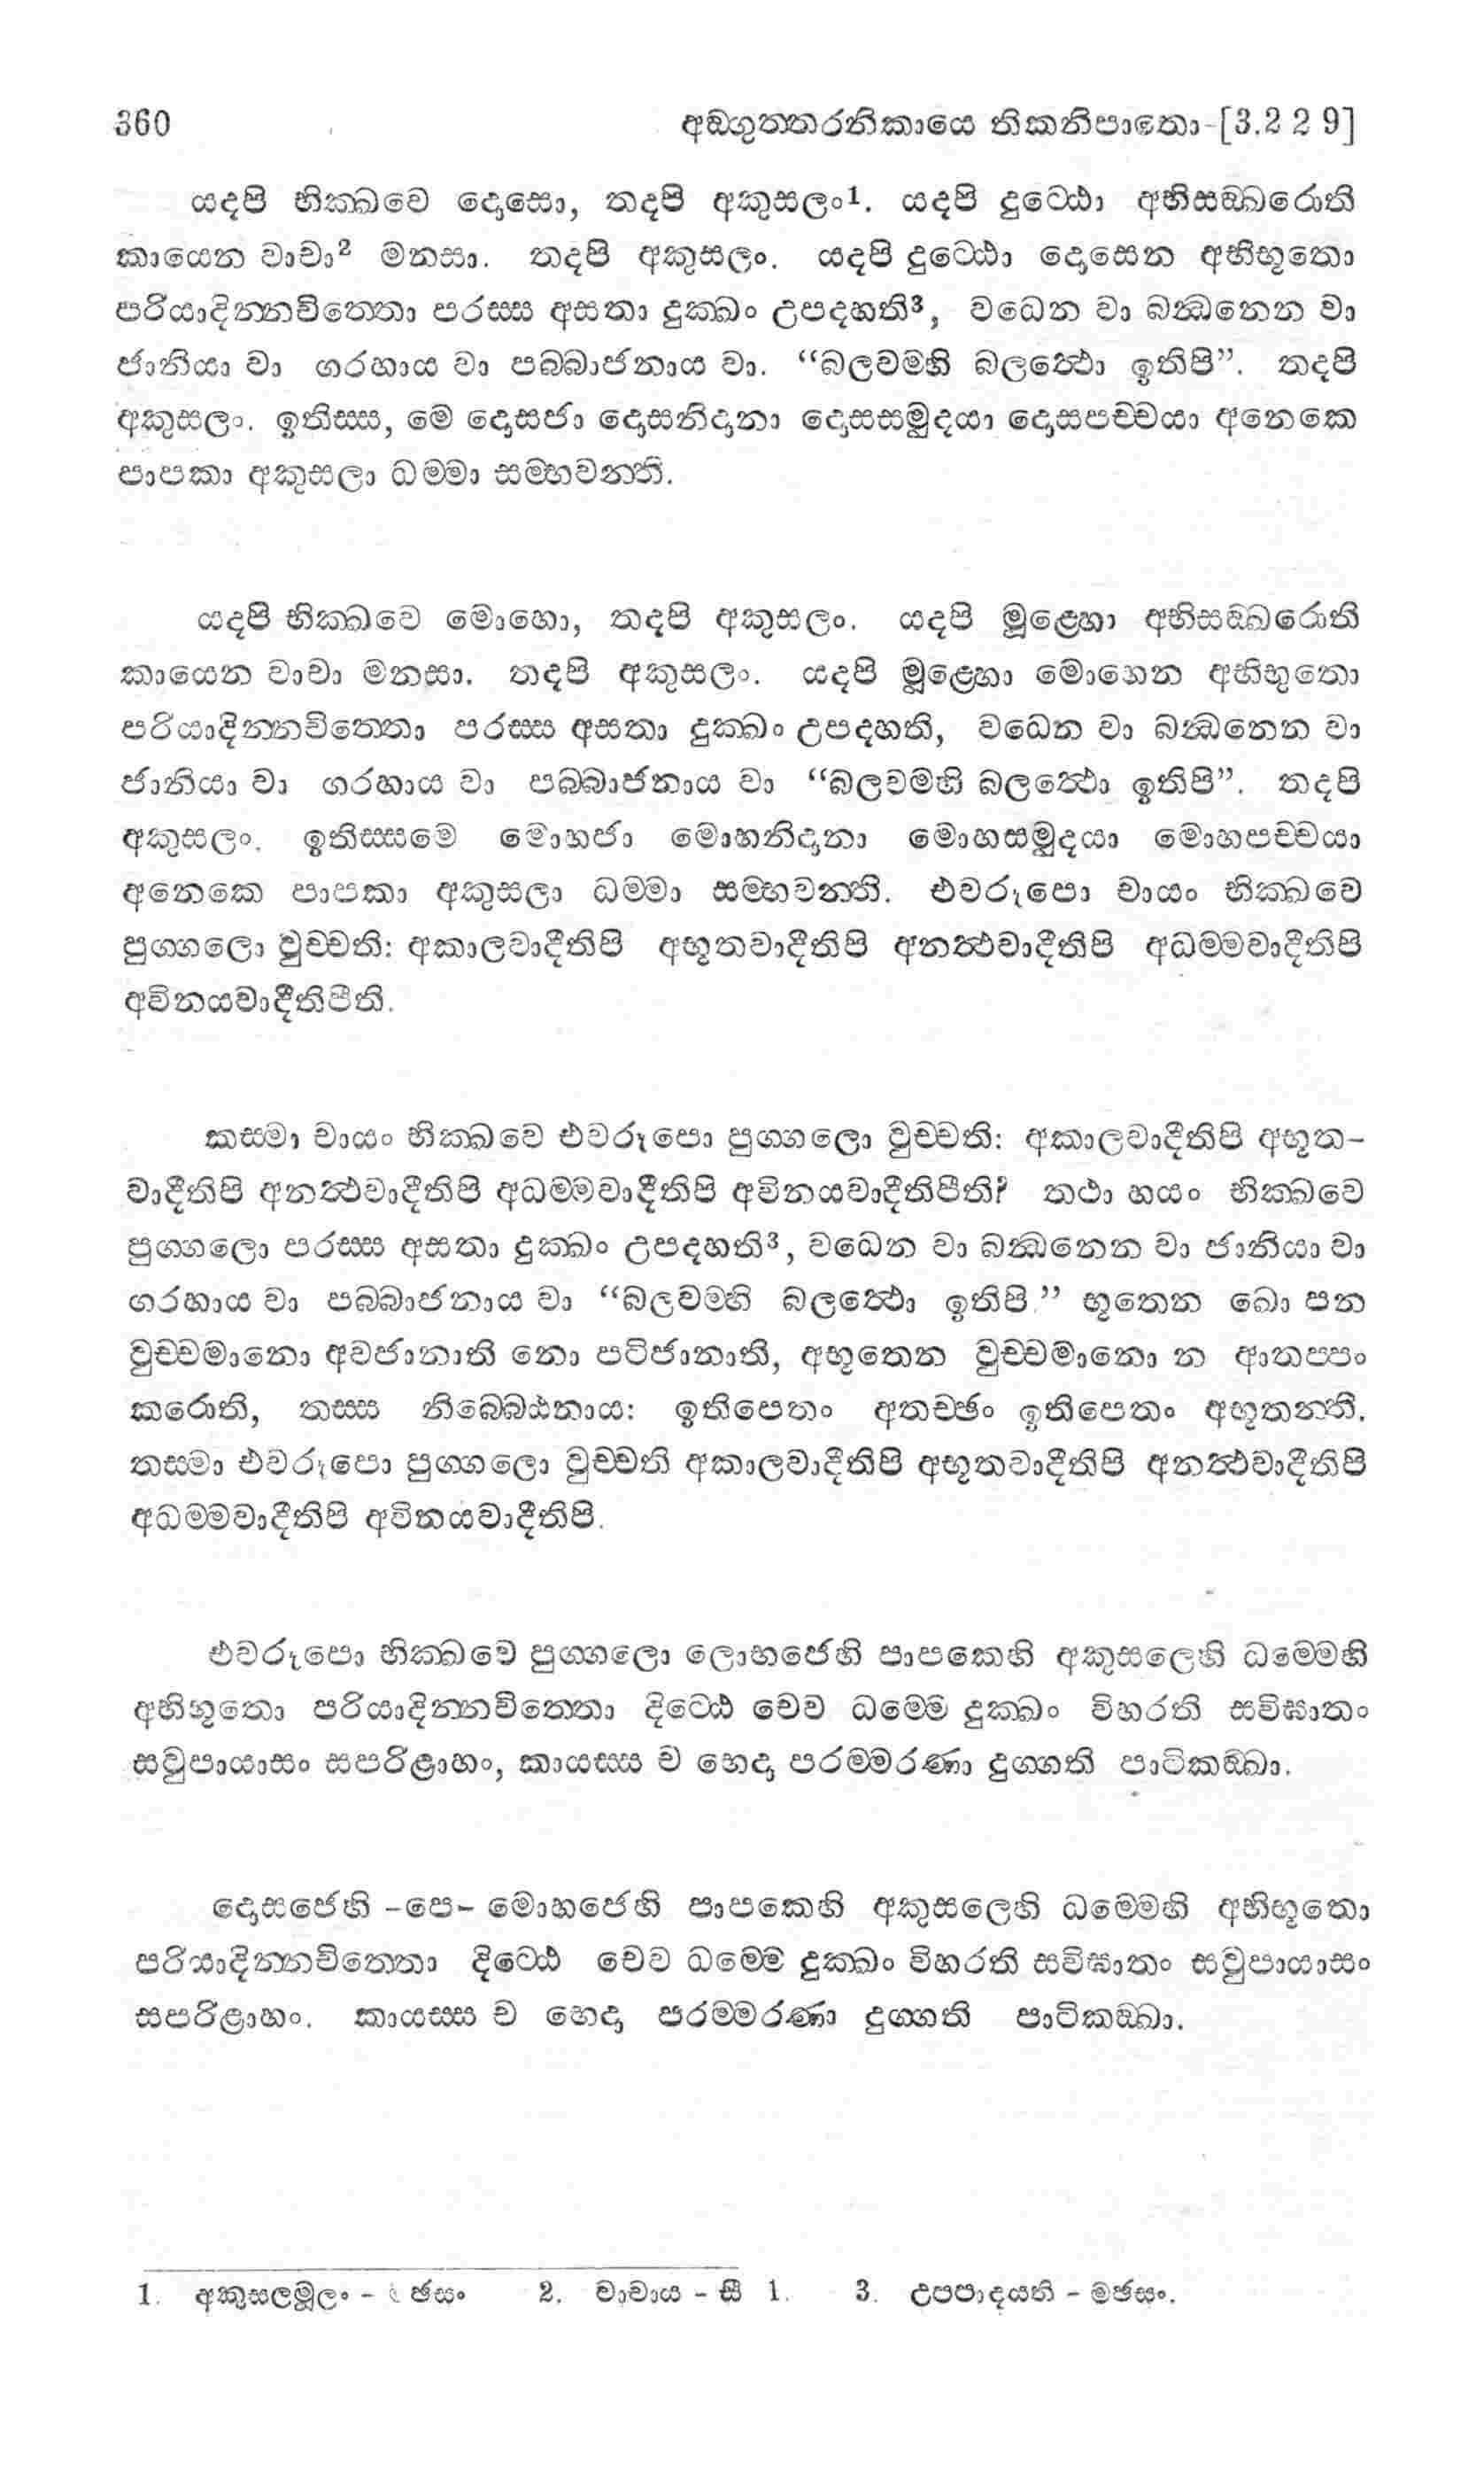 360 අඞ්ගුත්තරනිකායෙ තිකනිපාතො-[3.2 2 9]
යදපි භික්ඛවෙ දොසො, තදපි අකුසලං1. යදපි දුට්ඨො අභිසඞ්ඛරොති
කායෙන වාචා2 මනසා. තදපි අකුසලං. යදපි දුට්ඨො දොසෙන අභිභූතො
පරියාදින්නචිත්තො පරස්ස අසතා දුක්ඛං උපදහති3, වධෙන වා බන්ධනෙන වා
ජානියා වා ගරහාය වා පබ්බාජනාය වා. “බලවම්හි බලත්ථො ඉතිපි”. තදපි
අකුසලං. ඉතිස්ස, මෙ දොසජා දොසනිදානා දොසසමුදයා දොසපච්චයා අනෙකෙ
පාපකා අකුසලා ධම්මා සම්භවන්ති.
යදපි භික්ඛවෙ මොහො, තදපි අකුසලං. යදපි මූළ්හො අභිසඞ්ඛරොති
කායෙන වාචා මනසා. තදපි අකුසලං. යදපි මූළ්හො මොහෙන අභිභුතො
පරියාදින්නචිත්තො පරස්ස අසතා දුක්ඛං උපදහති, වධෙන වා බන්ධනෙන වා
ජානියා වා ගරහාය වා පබ්බාජනාය වා “බලවම්හි බලත්ථො ඉතිපි”. තදපි
අකුසලං. ඉතිස්සමෙ මොහජා මොහනිදානා මොහසමුදයා මොහපච්චයා
අනෙකෙ පාපකා අකුසලා ධම්මා සම්භවන්ති. එවරූපො චායං භික්ඛවෙ
පුග්ගලො වුච්චති: අකාලවාදීතිපි අභූතවාදීතිපි අනත්ථවාදීතිපි අධම්මවාදීතිපි
අවිනයවාදීතිපීති.
කස්මා චායං භික්ඛවෙ එවරූපො පුග්ගලො වුච්චති: අකාලවාදීතිපි අභූත-
වාදීතිපි අනත්ථවාදීතිපි අධම්මවාදීතිපි අවිනයවාදීතිපීති? තථා හයං භික්ඛවෙ
පුග්ගලො පරස්ස අසතා දුක්ඛං උපදහති3, වධෙන වා බන්ධනෙන වා ජානියා වා
ගරහාය වා පබ්බාජනාය වා “බලවම්හි බලත්ථො ඉතිපි.” භූතෙන ඛො පන
වුච්චමානො අවජානාති නො පටිජානාති, අභූතෙන වුච්චමානො න ආතප්පං
කරොති, තස්ස නිබ්බෙඨනාය: ඉතිපෙතං අතච්ඡං ඉතිපෙතං අභූතන්ති.
තස්මා එවරූපො පුග්ගලො වුච්චති අකාලවාදීතිපි අභූතවාදීතිපි අනත්ථවාදීතිපි
අධම්මවාදීතිපි අවිනයවාදීතිපි.
එවරූපො භික්ඛවෙ පුග්ගලො ලොභජෙහි පාපකෙහි අකුසලෙහි ධම්මෙහි
අභිභූතො පරියාදින්නචිත්තො දිට්ඨෙ චෙව ධම්මෙ දුක්ඛං විහරති සවිඝාතං
සවුපායාසං සපරිළාහං, කායස්ස ච භෙදා පරම්මරණා දුග්ගති පාටිකඞ්ඛා.
දොසජෙහි -පෙ- මොහජෙහි පාපකෙහි අකුසලෙහි ධම්මෙහි අභිභූතො
පරියාදින්නචිත්තො දිට්ඨෙ චෙව ධම්මෙ දුක්ඛං විහරති සවිඝාතං සවුපායාසං
සපරිළාහං. කායස්ස ච භෙදා පරම්මරණා දුග්ගති පාටිකඞ්ඛා.
1. අකුසලමූලං - ඡසං 2. වාචාය - සී 1. 3. උපපාදයති - මඡසං.